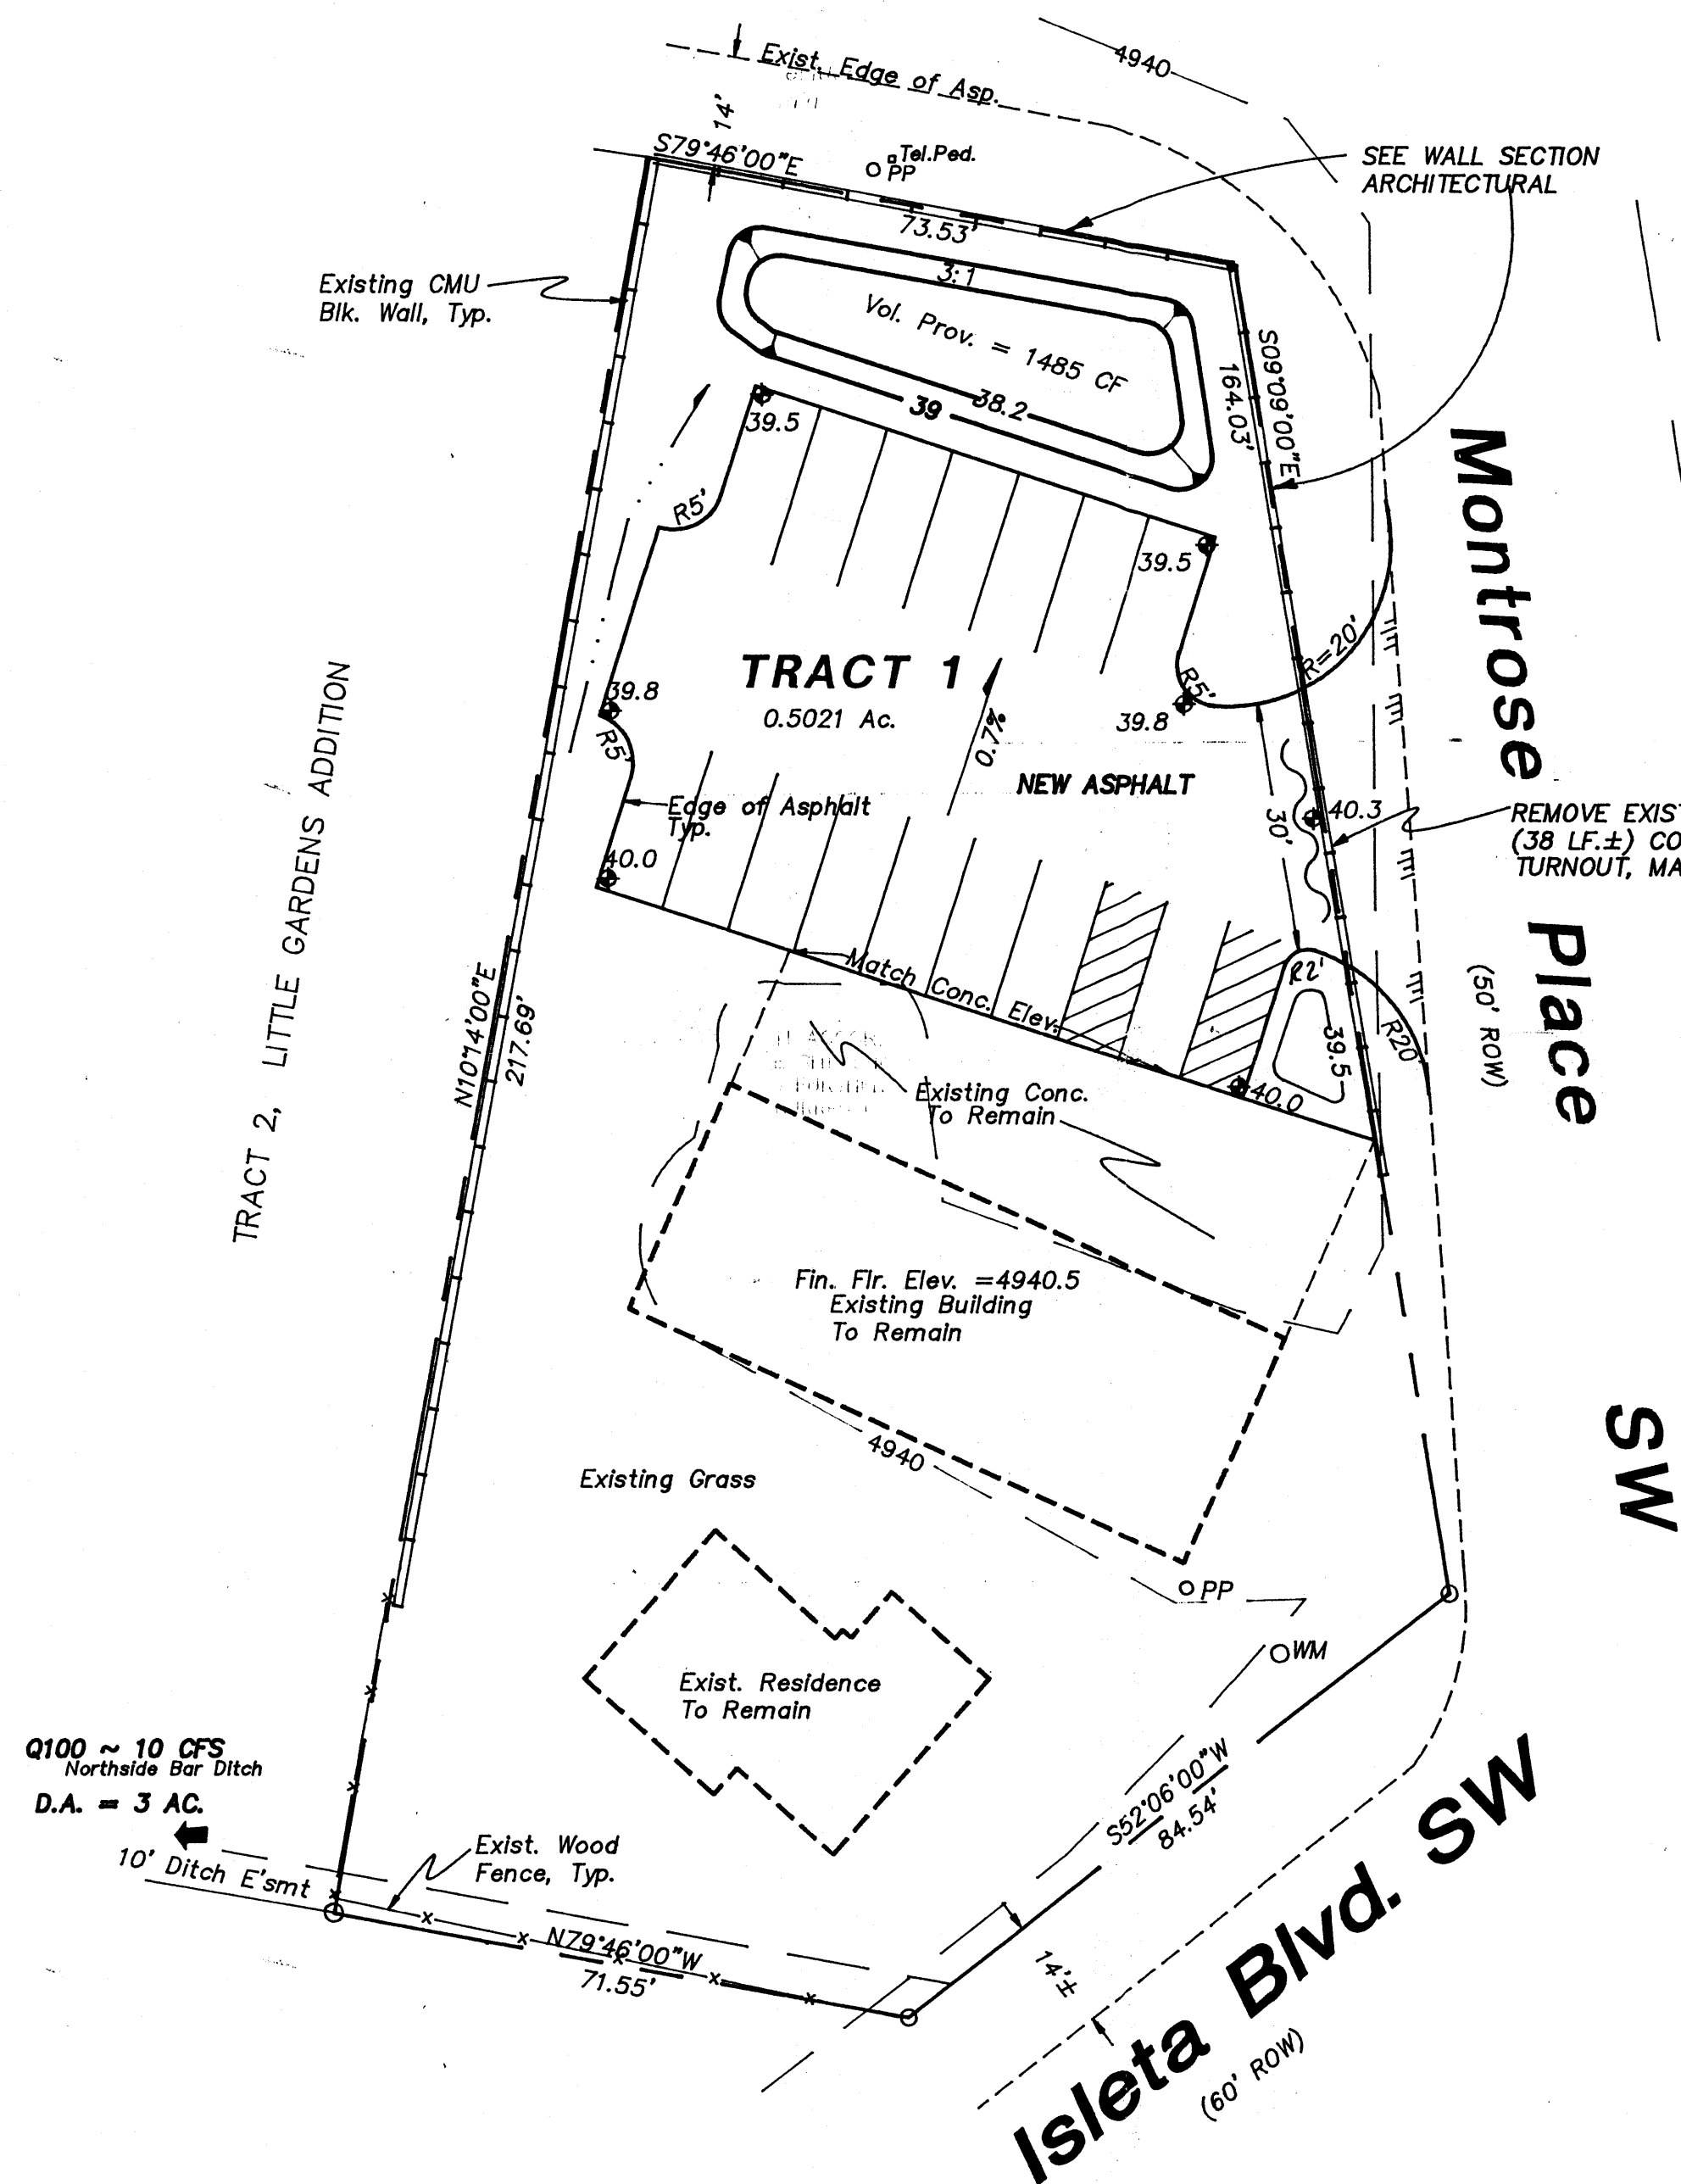 Exist. Edge of Asp.
4940
14'
S79°46'00"E
Tel.Ped.
PP
SEE WALL SECTION
ARCHITECTURAL
73.53'
3:1
Existing CMU
Blk. Wall, Typ.
Vol. Prov. = 1485 CF
S09°09'00"E
164.03'
39
38.2
39.5
R5'
39.5
Montrose Place SW
(50' ROW)
R=20'
TRACT 1
0.5021 Ac.
39.8
R5'
R5'
39.8
0.7%
NEW ASPHALT
Edge of Asphalt
Typ.
30'
40.3
REMOVE EXIS
(38 LF.±) CO
TURNOUT, MA
40.0
TRACT 2, LITTLE GARDENS ADDITION
N10°14'00"E
217.69'
Match Conc. Elev.
R2'
39.5
R20'
40.0
Existing Conc.
To Remain
Fin. Flr. Elev. =4940.5
Existing Building
To Remain
4940
Existing Grass
PP
WM
Exist. Residence
To Remain
Q100 ~ 10 CFS
Northside Bar Ditch
D.A. = 3 AC.
10' Ditch E'smt
Exist. Wood
Fence, Typ.
S52°06'00"W
84.54'
N79°46'00"W
71.55'
14'±
Isleta Blvd. SW
(60' ROW)